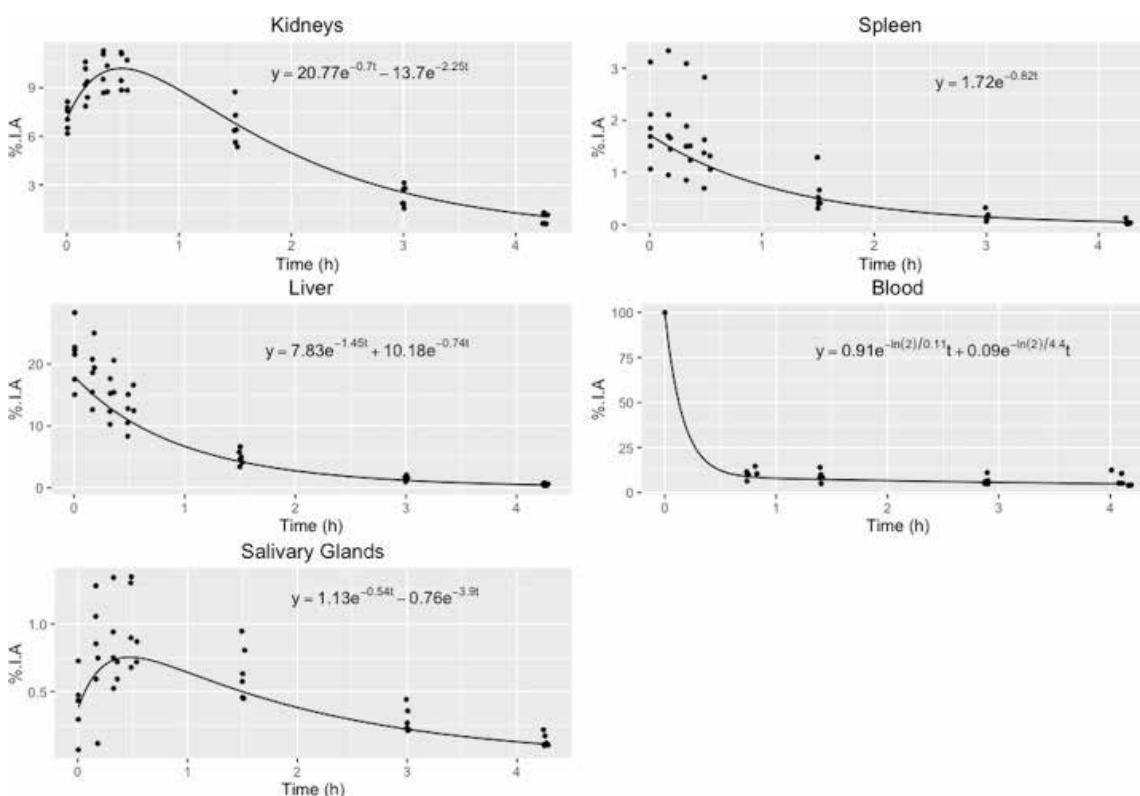 Kidneys
y = 20.77e^−0.7t − 13.7e^−2.25t
%.I.A
9
6
3
0
1
2
3
4
Time (h)
Spleen
y = 1.72e^−0.82t
%.I.A
3
2
1
0
0
1
2
3
4
Time (h)
Liver
y = 7.83e^−1.45t + 10.18e^−0.74t
%.I.A
20
10
0
0
1
2
3
4
Time (h)
Blood
y = 0.91e^−ln(2)/0.11t + 0.09e^−ln(2)/4.4t
%.I.A
100
75
50
25
0
0
1
2
3
4
Time (h)
Salivary Glands
y = 1.13e^−0.54t − 0.76e^−3.9t
%.I.A
1.0
0.5
0
1
2
3
4
Time (h)